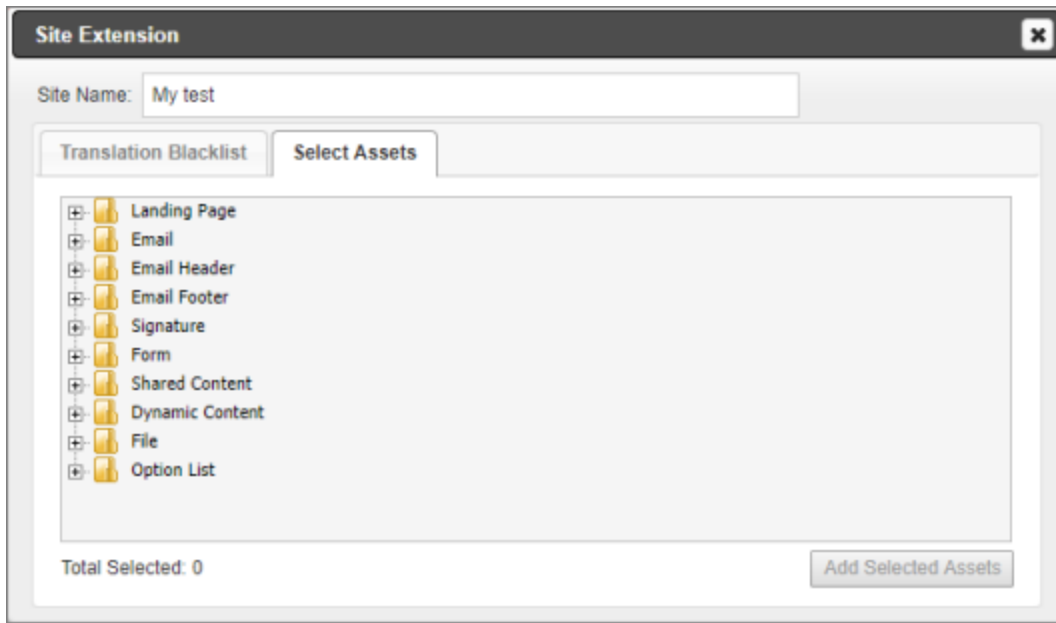 Site Extension
Site Name: My test
Translation Blacklist Select Assets
Landing Page
Email
Email Header
Email Footer
Signature
Form
Shared Content
Dynamic Content
File
Option List
Total Selected: 0 Add Selected Assets